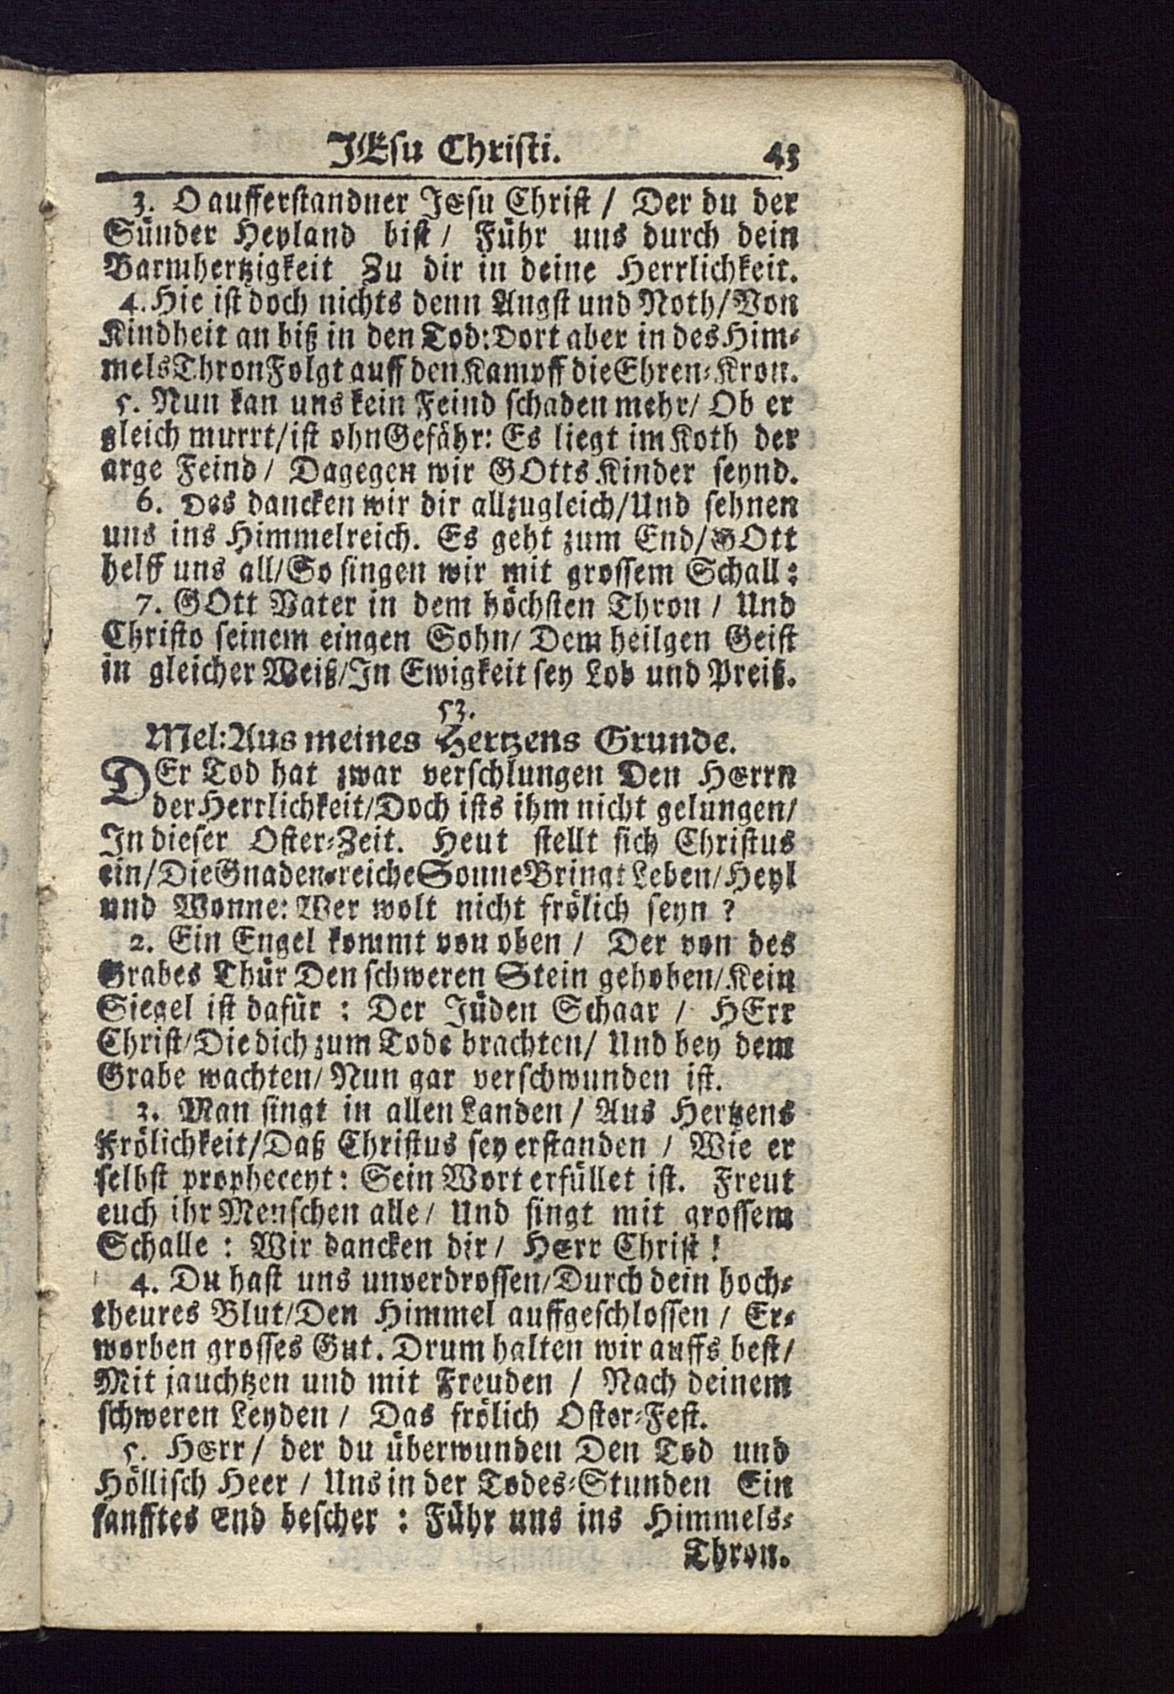 JEsu Christi. 43
3. O aufferstandner JEsu Christ / Der du der
Sünder Heyland bist / Führ uns durch dein
Barmhertzigkeit Zu dir in deine Herrlichkeit.
4. Hie ist doch nichts denn Angst und Noth / Von
Kindheit an biß in den Tod: Dort aber in des Him-
mels Thron Folgt auff den Kampff die Ehren-Kron.
5. Nun kan uns kein Feind schaden mehr / Ob er
gleich murrt / ist ohn Gefähr: Es liegt im Koth der
arge Feind / Dagegen wir GOtts Kinder seynd.
6. Des dancken wir dir allzugleich / Und sehnen
uns ins Himmelreich. Es geht zum End / GOtt
helff uns all / So singen wir mit grossem Schall:
7. GOtt Vater in dem höchsten Thron / Und
Christo seinem eingen Sohn / Dem heilgen Geist
in gleicher Weiß / In Ewigkeit sey Lob und Preiß.
53.
Mel: Aus meines Hertzens Grunde.
DEr Tod hat zwar verschlungen Den HErrn
der Herrlichkeit / Doch ists ihm nicht gelungen /
In dieser Oster-Zeit. Heut stellt sich Christus
ein / Die Gnaden-reiche Sonne Bringt Leben / Heyl
und Wonne: Wer wolt nicht frölich seyn ?
2. Ein Engel kommt von oben / Der von des
Grabes Thür Den schweren Stein gehoben / Kein
Siegel ist dafür : Der Jüden Schaar / HErr
Christ / Die dich zum Tode brachten / Und bey dem
Grabe wachten / Nun gar verschwunden ist.
3. Man singt in allen Landen / Aus Hertzens
Frölichkeit / Daß Christus sey erstanden / Wie er
selbst propheceyt: Sein Wort erfüllet ist. Freut
euch ihr Menschen alle / Und singt mit grossem
Schalle : Wir dancken dir / HErr Christ !
4. Du hast uns unverdrossen / Durch dein hoch-
theures Blut / Den Himmel auffgeschlossen / Er-
worben grosses Gut. Drum halten wir auffs best /
Mit jauchtzen und mit Freuden / Nach deinem
schweren Leyden / Das frölich Oster-Fest.
5. HErr / der du überwunden Den Tod und
Höllisch Heer / Uns in der Todes-Stunden Ein
sanfftes End bescher : Führ uns ins Himmels-
Thron.